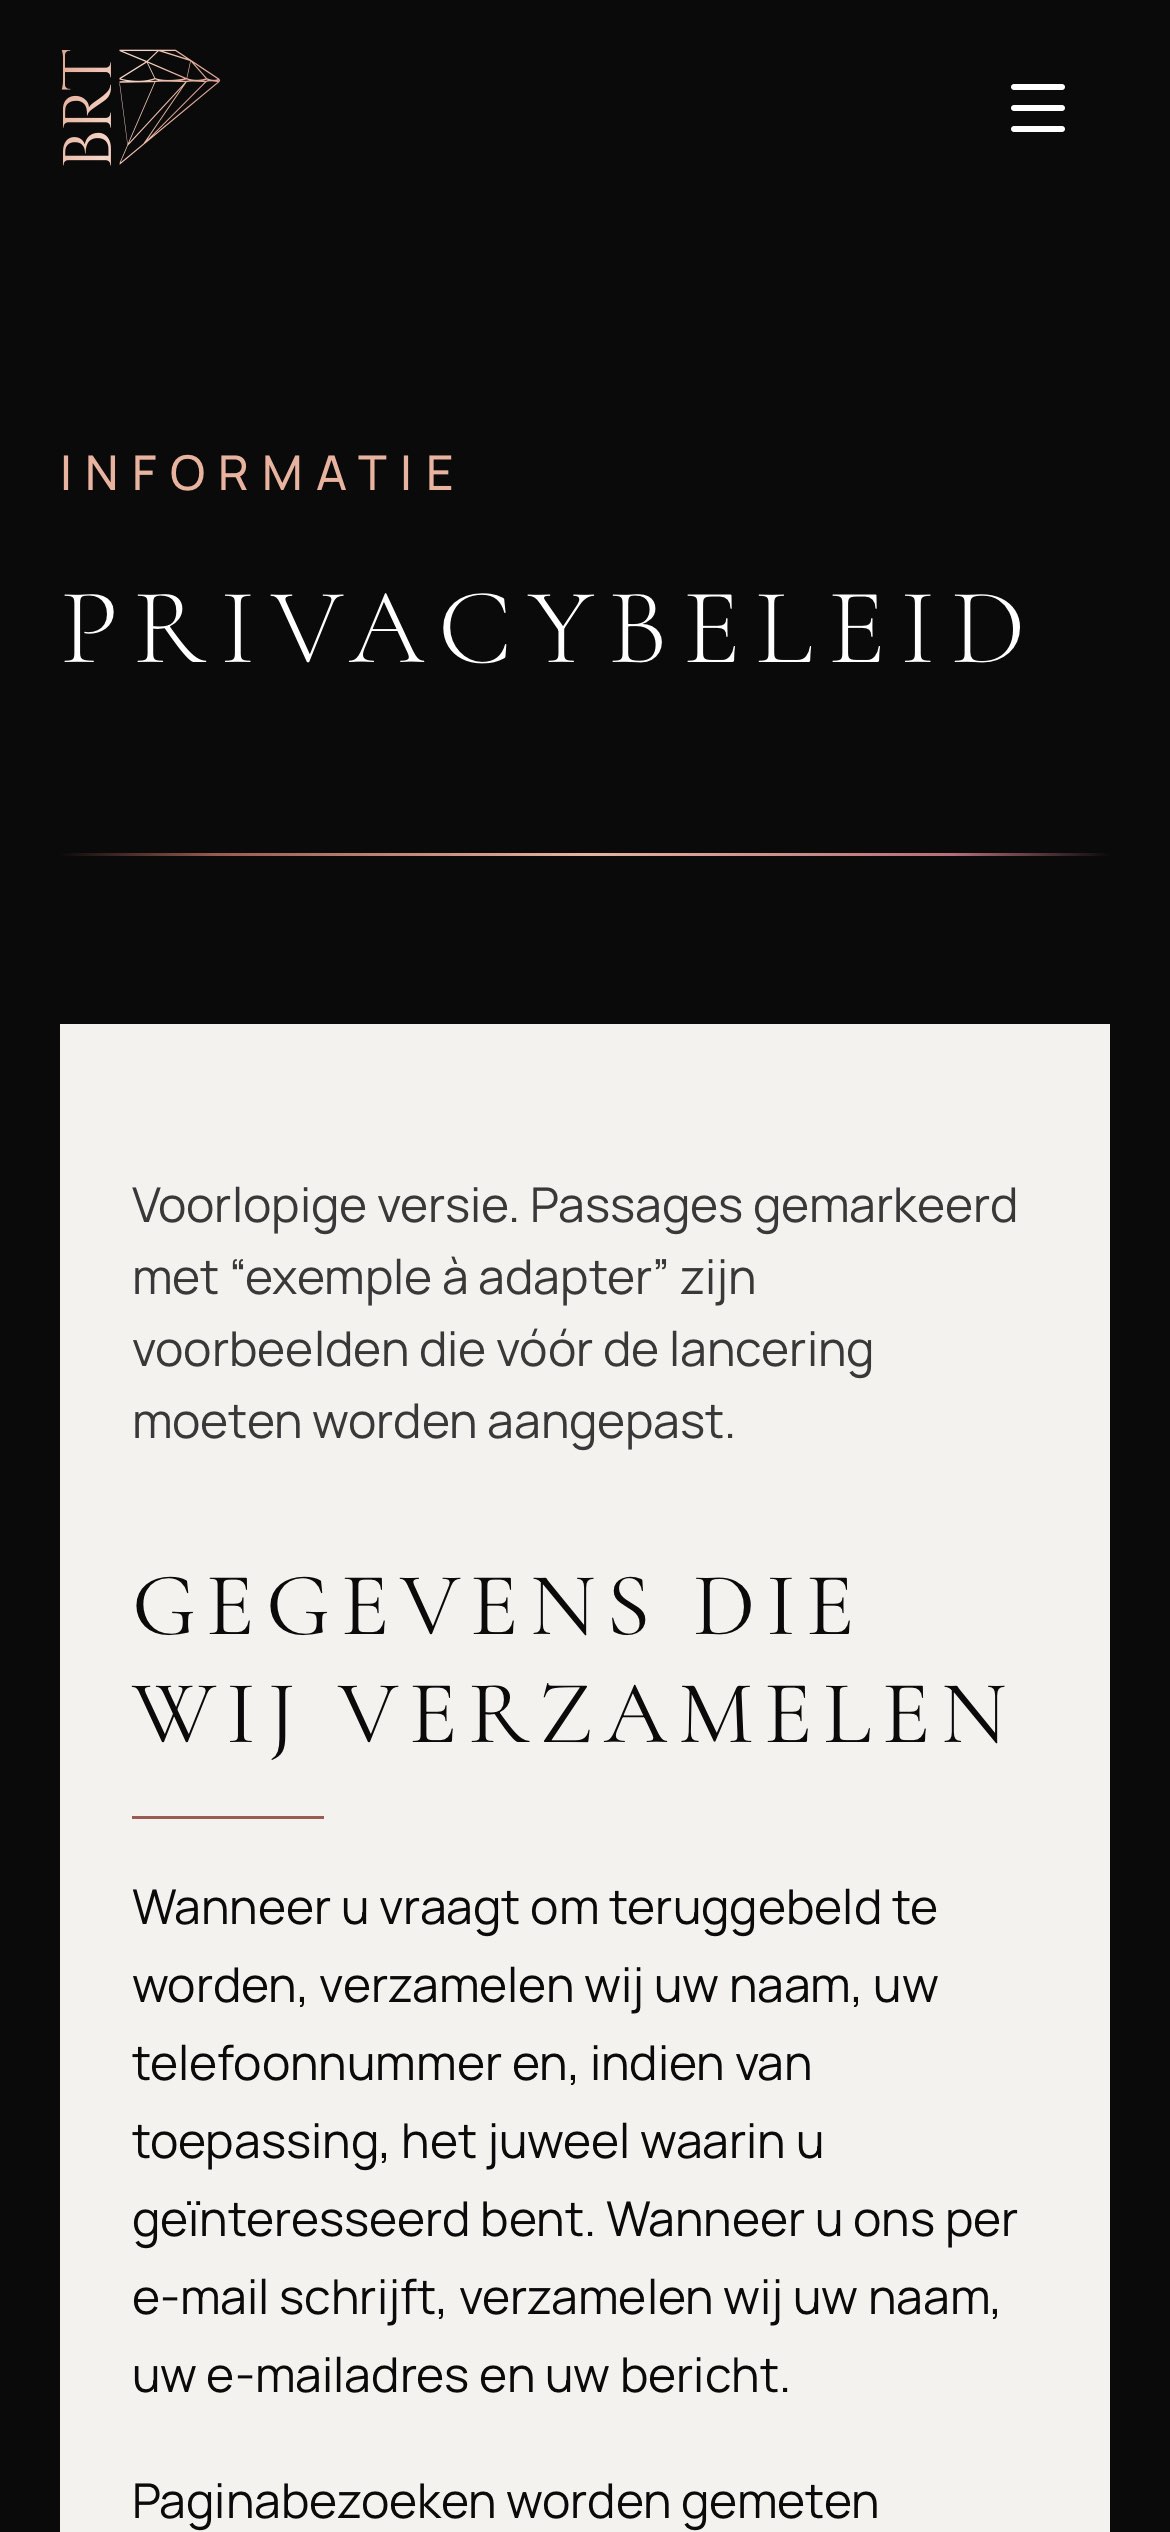 BRT
INFORMATIE
PRIVACYBELEID
Voorlopige versie. Passages gemarkeerd
met “exemple à adapter” zijn
voorbeelden die vóór de lancering
moeten worden aangepast.
GEGEVENS DIE
WIJ VERZAMELEN
Wanneer u vraagt om teruggebeld te
worden, verzamelen wij uw naam, uw
telefoonnummer en, indien van
toepassing, het juweel waarin u
geïnteresseerd bent. Wanneer u ons per
e-mail schrijft, verzamelen wij uw naam,
uw e-mailadres en uw bericht.
Paginabezoeken worden gemeten